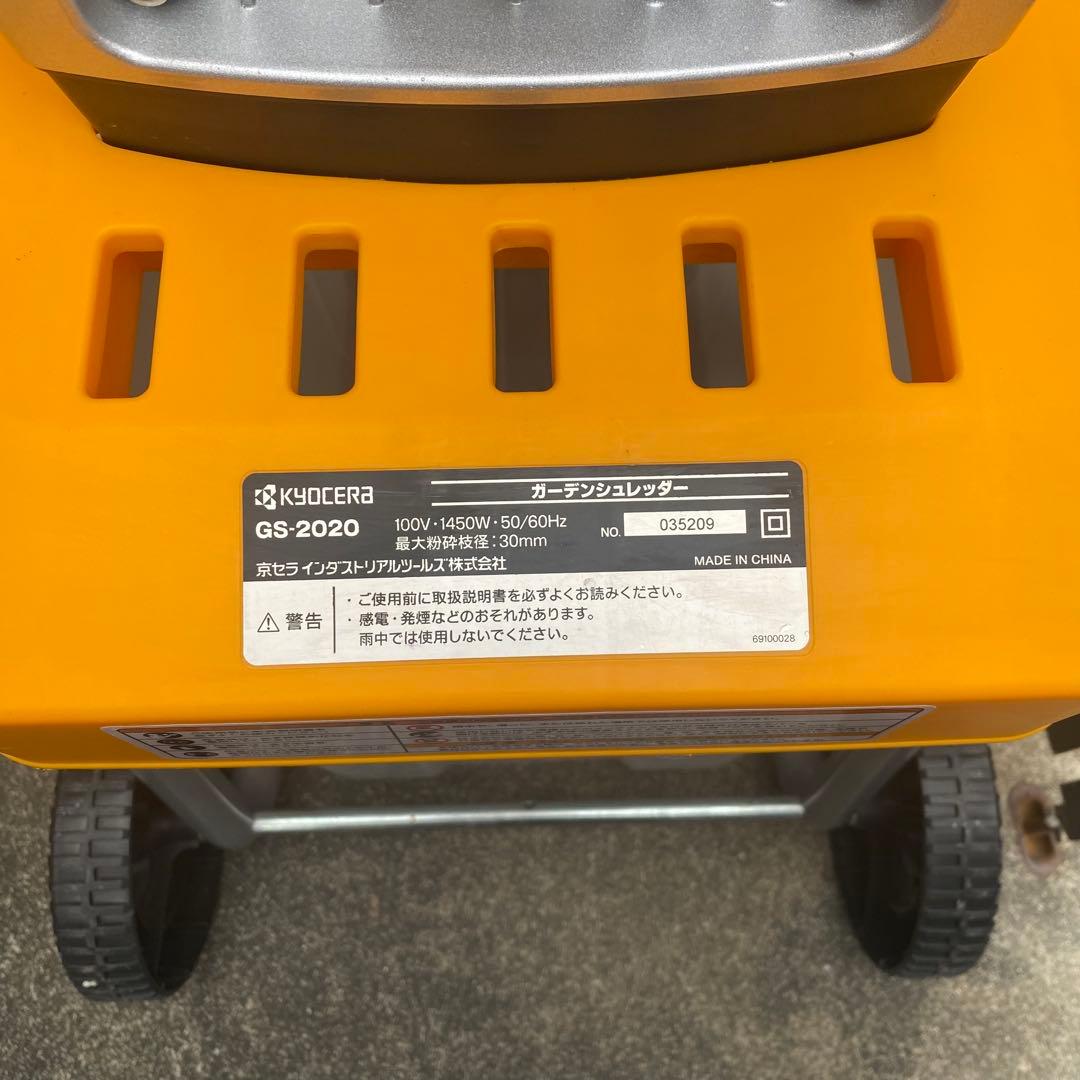 KYOCERA
ガーデンシュレッダー
GS-2020
100V・1450W・50/60Hz
最大粉砕枝径：30mm
NO. 035209
京セラ インダストリアルツールズ株式会社
MADE IN CHINA
警告
・ご使用前に取扱説明書を必ずよくお読みください。
・感電・発煙などのおそれがあります。
雨中では使用しないでください。
69100028